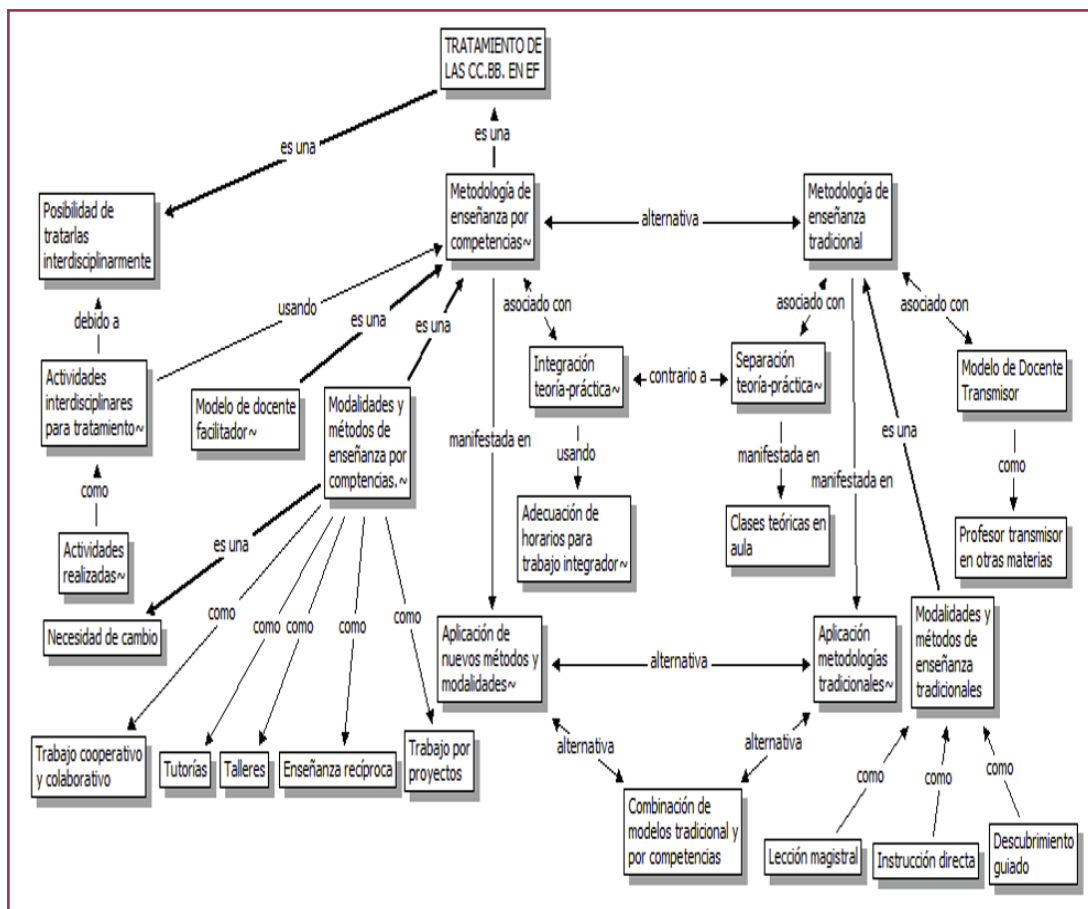 TRATAMIENTO DE
LAS CC.BB. EN EF
es una
es una
Posibilidad de
tratarlas
interdisciplinarmente
Metodología de
enseñanza por
competencias~
alternativa
Metodología de
enseñanza
tradicional
debido a
usando
es una
es una
asociado con
asociado con
asociado con
Actividades
interdisciplinares
para tratamiento~
Modelo de docente
facilitador~
Modalidades y
métodos de
enseñanza por
comptencias.~
Integración
teoría-práctica~
contrario a
Separación
teoría-práctica~
Modelo de Docente
Transmisor
manifestada en
usando
manifestada en
manifestada en
es una
como
como
Actividades
realizadas~
es una
Adecuación de
horarios para
trabajo integrador~
Clases teóricas en
aula
Profesor transmisor
en otras materias
Necesidad de cambio
como
como
como
como
como
Aplicación de
nuevos métodos y
modalidades~
alternativa
Aplicación
metodologías
tradicionales~
Modalidades y
métodos de
enseñanza
tradicionales
Trabajo cooperativo
y colaborativo
Tutorías
Talleres
Enseñanza recíproca
Trabajo por
proyectos
alternativa
alternativa
como
como
como
Combinación de
modelos tradicional y
por competencias
Lección magistral
Instrucción directa
Descubrimiento
guiado